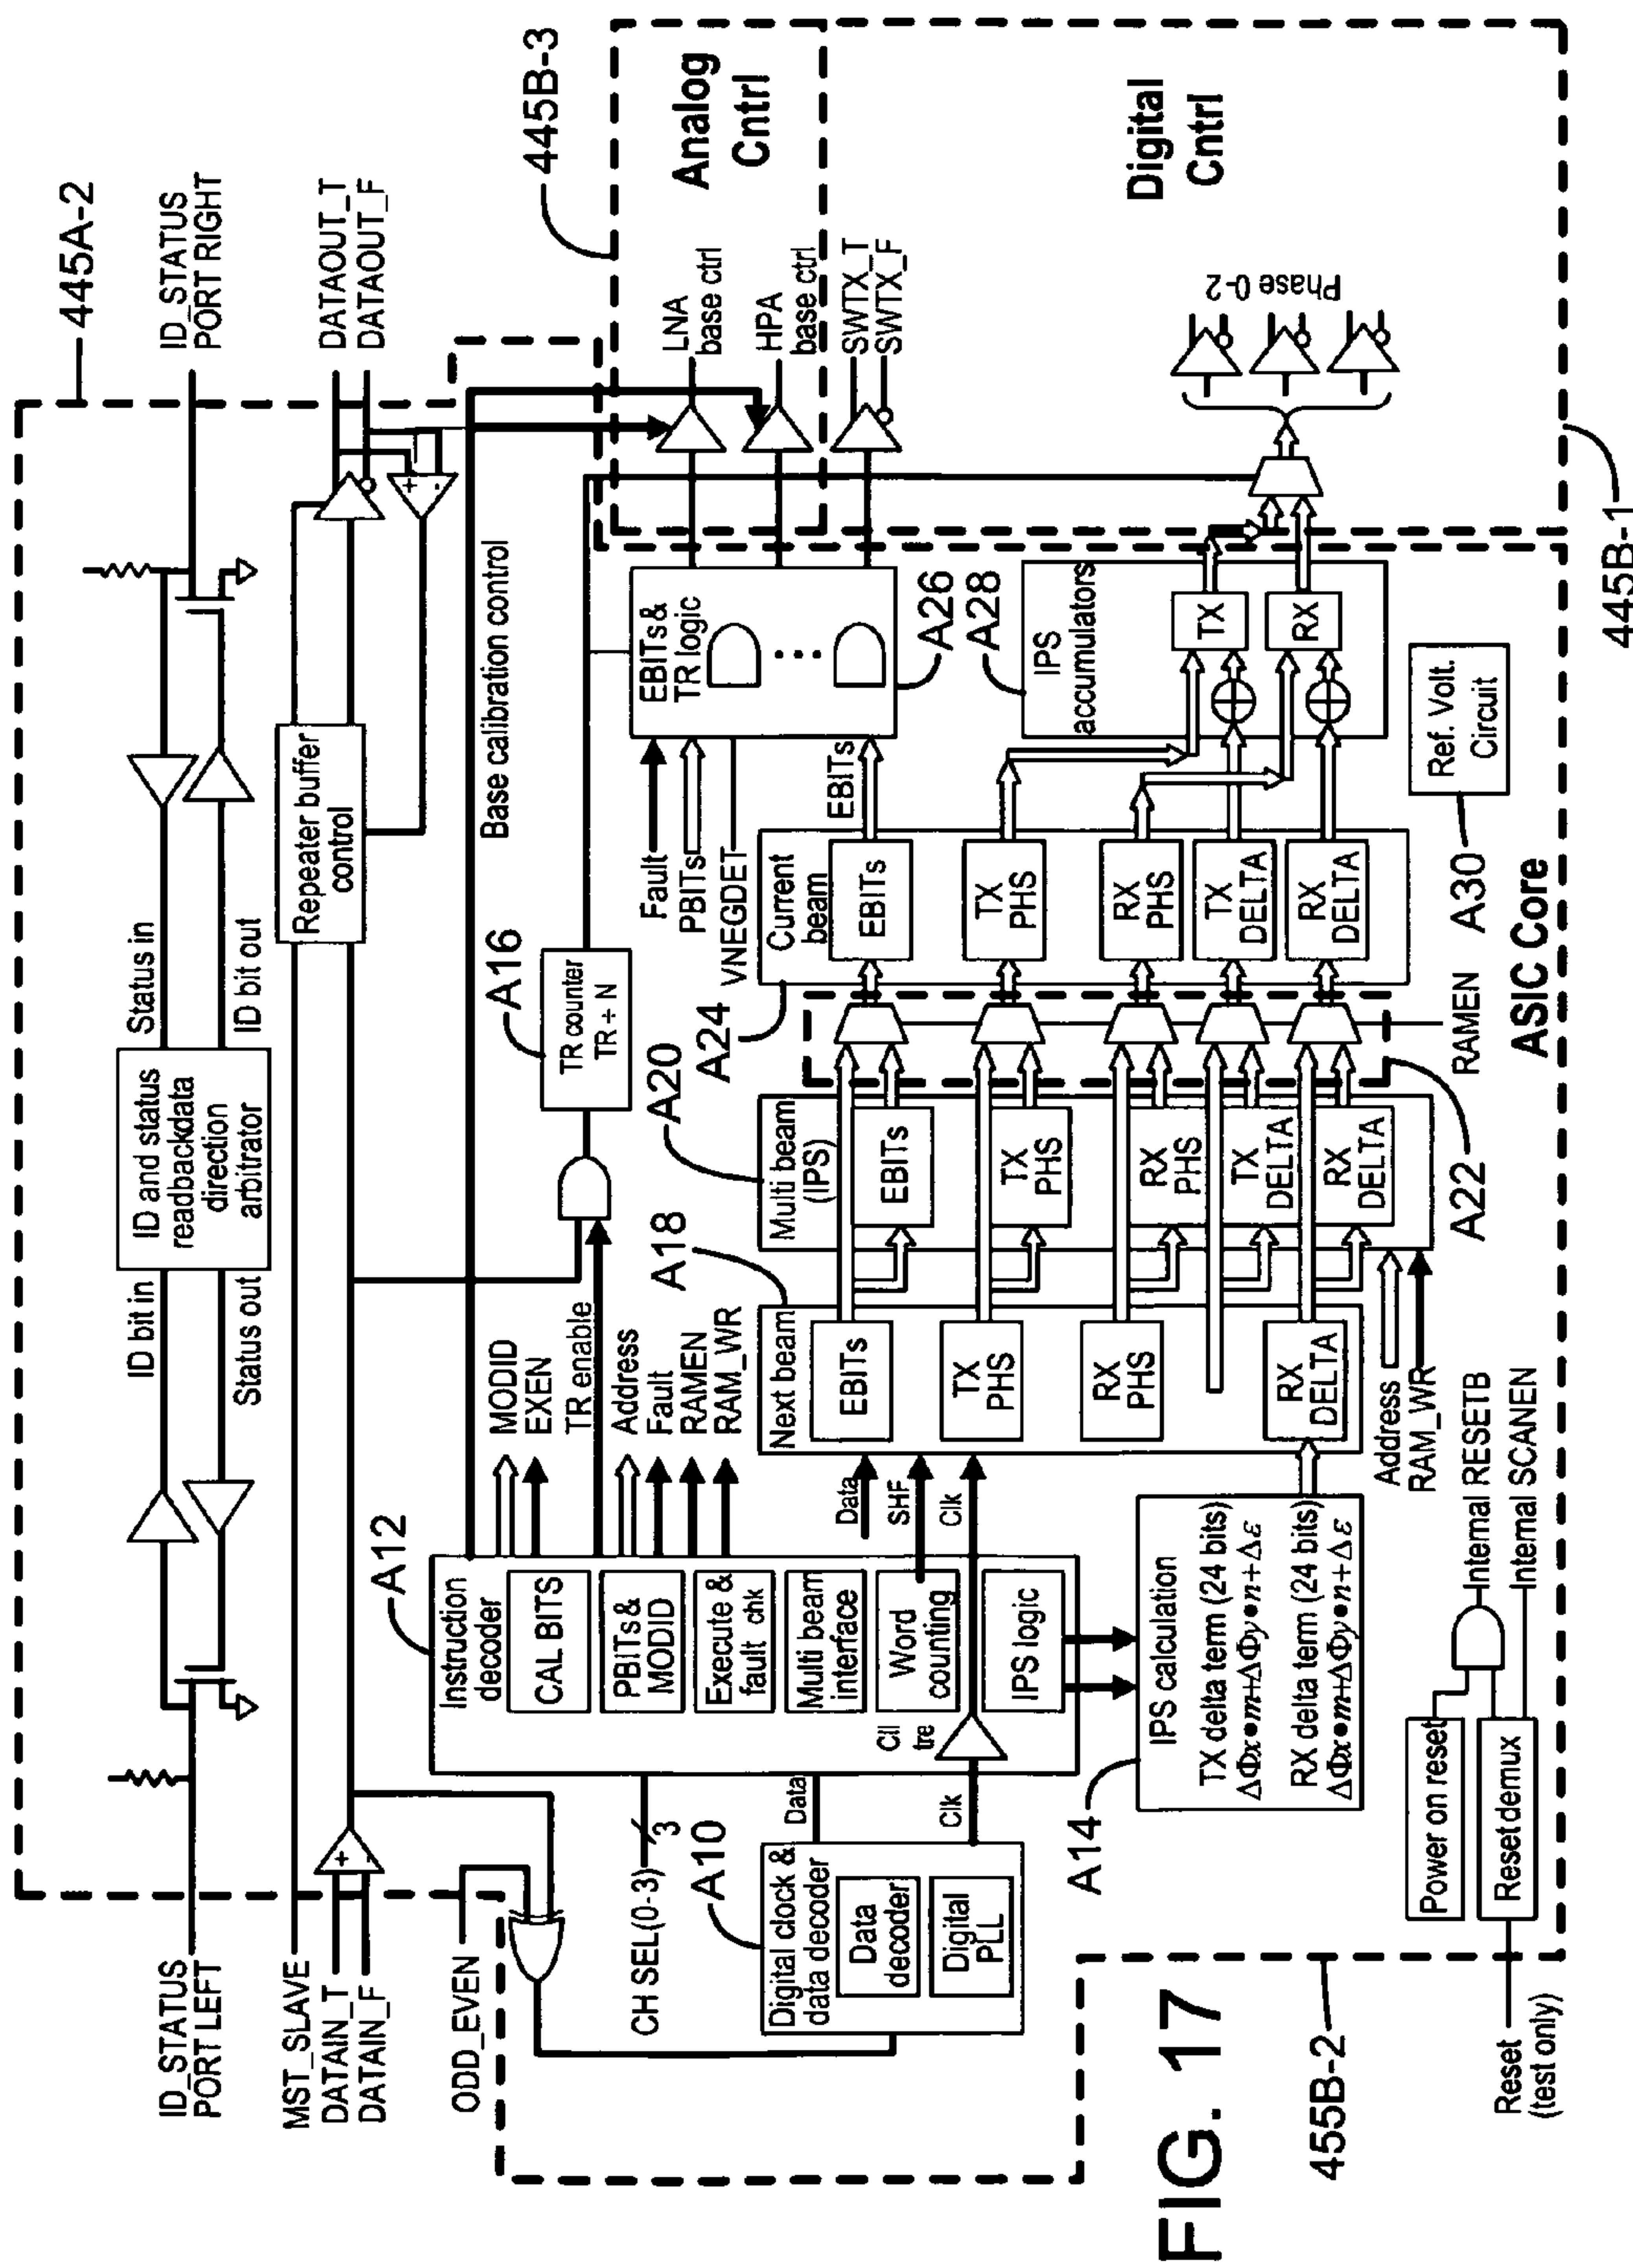 445A-2
ID_STATUS
PORT LEFT
ID bit in
Status out
ID and status
readbackdata
direction
arbitrator
Status in
ID bit out
ID_STATUS
PORT RIGHT
MST_SLAVE
DATAIN_T
DATAIN_F
+
-
Repeater buffer
control
+
-
DATAOUT_T
DATAOUT_F
ODD_EVEN
CH SEL(0-3)
3
A10
Digital clock &
data decoder
Data
decoder
Digital
PLL
Data
Clk
A12
Instruction
decoder
CAL BITS
PBITs &
MODID
Execute &
fault chk
Multi beam
interface
Word
counting
IPS logic
Cll
tre
MODID
EXEN
TR enable
Address
Fault
RAMEN
RAM_WR
Data
SHF
Clk
A16
TR counter
TR ÷ N
Base calibration control
A14
IPS calculation
TX delta term (24 bits)
ΔΦx•m+ΔΦy•n+Δε
RX delta term (24 bits)
ΔΦx•m+ΔΦy•n+Δε
A18
Next beam
EBITs
TX
PHS
RX
PHS
RX
DELTA
A20
Multi beam
(IPS)
EBITs
TX
PHS
RX
PHS
TX
DELTA
RX
DELTA
Address
RAM_WR
A22
RAMEN
A24
Current
beam
EBITs
TX
PHS
RX
PHS
TX
DELTA
RX
DELTA
EBITs
Fault
PBITs
VNEGDET
EBITs &
TR logic
A26
A28
IPS
accumulators
TX
RX
Ref. Volt.
Circuit
A30
ASIC Core
445B-3
Analog
Cntrl
LNA
base ctrl
HPA
base ctrl
SWTX_T
SWTX_F
Digital
Cntrl
Phase 0-2
445B-1
Power on reset
Reset demux
Internal RESETB
Internal SCANEN
Reset
(test only)
455B-2
FIG. 17